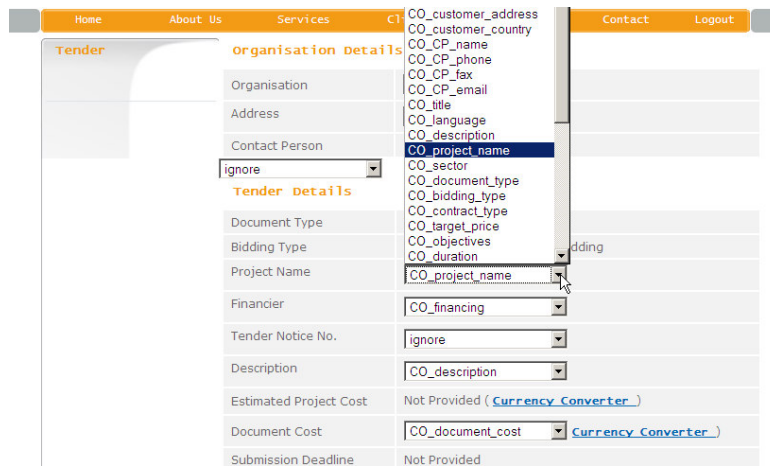 Home About Us Services Contact Logout
Tender
Organisation Details
Organisation
Address
Contact Person
ignore
Tender Details
Document Type
Bidding Type dding
CO_customer_address
CO_customer_country
CO_CP_name
CO_CP_phone
CO_CP_fax
CO_CP_email
CO_title
CO_language
CO_description
CO_project_name
CO_sector
CO_document_type
CO_bidding_type
CO_contract_type
CO_target_price
CO_objectives
CO_duration
Project Name CO_project_name
Financier CO_financing
Tender Notice No. ignore
Description CO_description
Estimated Project Cost Not Provided ( Currency Converter )
Document Cost CO_document_cost Currency Converter )
Submission Deadline Not Provided